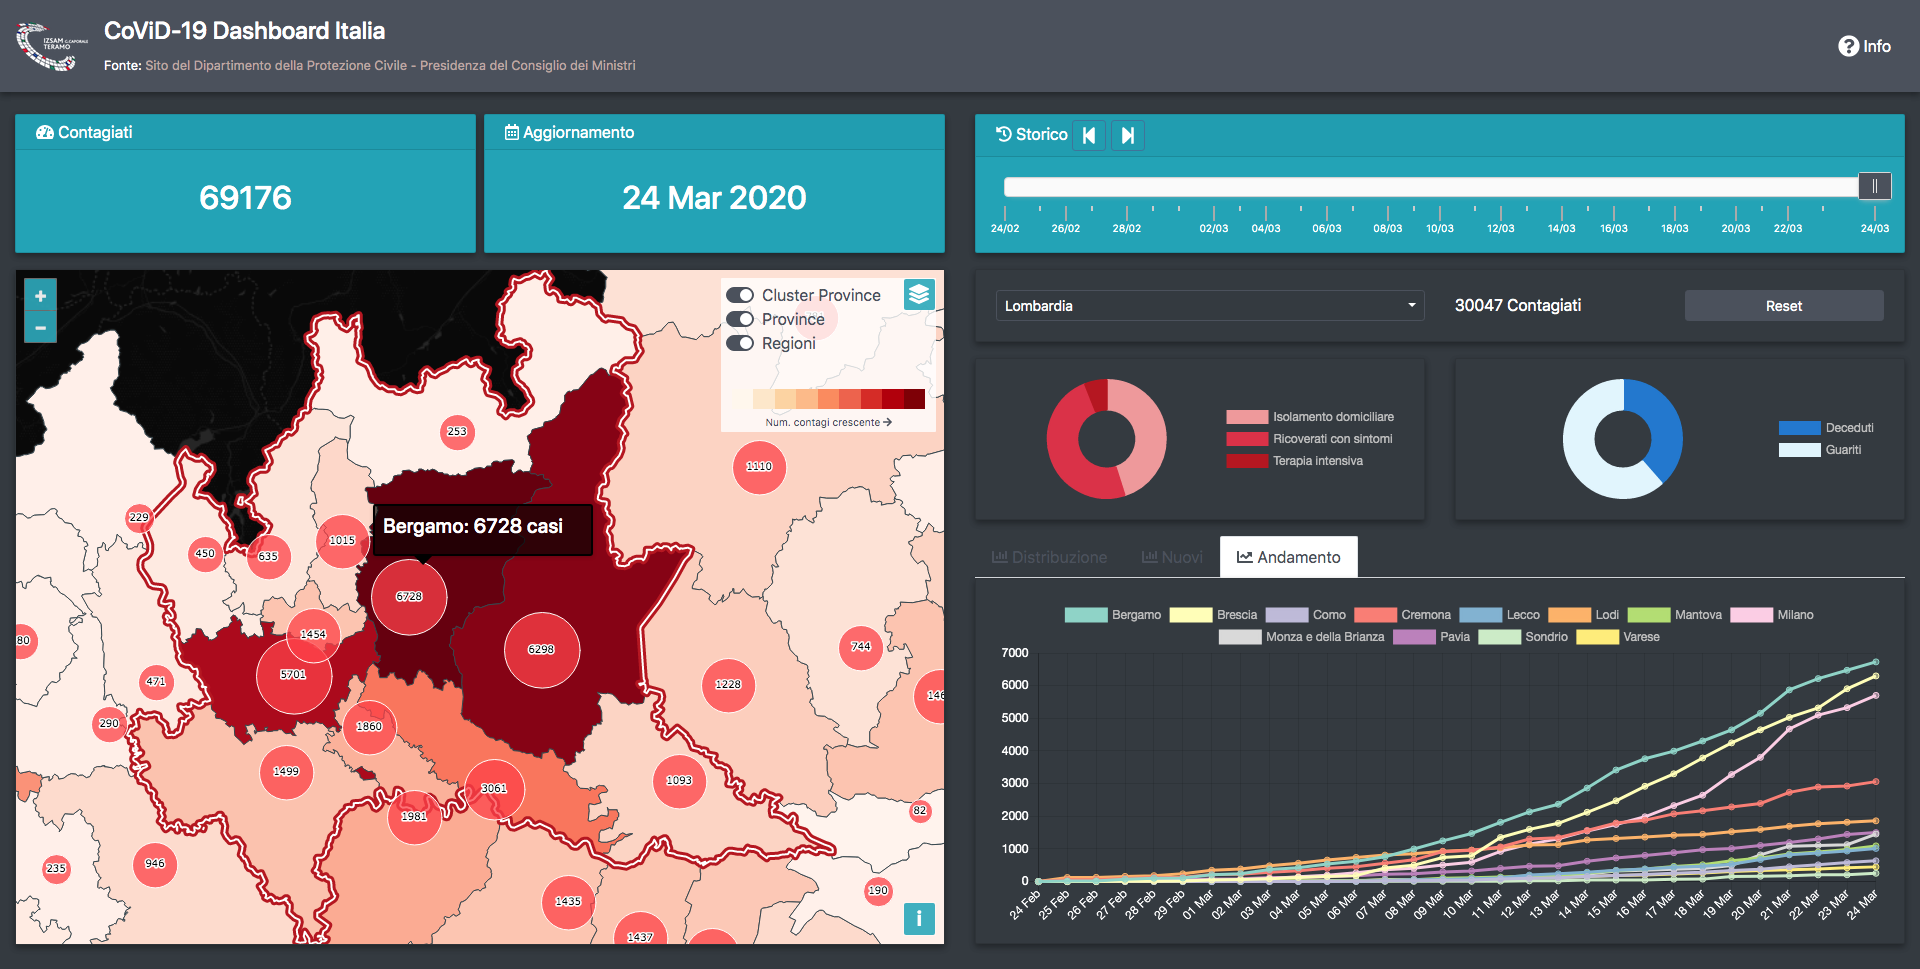 CoViD-19 Dashboard Italia
IZSAM G.CAPORALE
TERAMO
Fonte: Sito del Dipartimento della Protezione Civile - Presidenza del Consiglio dei Ministri
Info
Contagiati
69176
Aggiornamento
24 Mar 2020
Storico
24/02 26/02 28/02 02/03 04/03 06/03 08/03 10/03 12/03 14/03 16/03 18/03 20/03 22/03 24/03
+
−
Cluster Province
Province
Regioni
Num. contagi crescente
253
1110
229
450
635
1015
Bergamo: 6728 casi
6728
1454
6298
80
744
5701
471
1228
146
290
1860
1499
1093
3061
1981
82
946
235
190
1435
1437
i
Lombardia
30047 Contagiati
Reset
Isolamento domiciliare
Ricoverati con sintomi
Terapia intensiva
Deceduti
Guariti
Distribuzione
Nuovi
Andamento
Bergamo Brescia Como Cremona Lecco Lodi Mantova Milano
Monza e della Brianza Pavia Sondrio Varese
7000
6000
5000
4000
3000
2000
1000
0
24 Feb 25 Feb 26 Feb 27 Feb 28 Feb 29 Feb 01 Mar 02 Mar 03 Mar 04 Mar 05 Mar 06 Mar 07 Mar 08 Mar 09 Mar 10 Mar 11 Mar 12 Mar 13 Mar 14 Mar 15 Mar 16 Mar 17 Mar 18 Mar 19 Mar 20 Mar 21 Mar 22 Mar 23 Mar 24 Mar